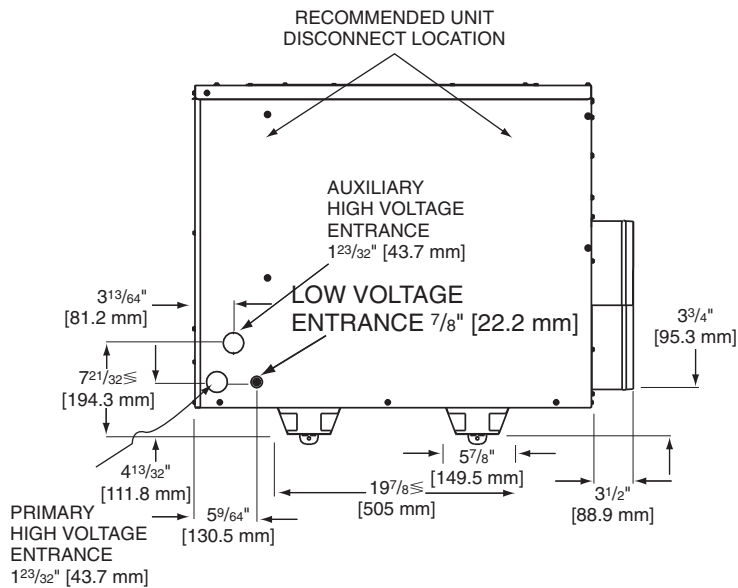 RECOMMENDED UNIT
DISCONNECT LOCATION
AUXILIARY
HIGH VOLTAGE
ENTRANCE
1 23/32" [43.7 mm]
3 13/64"
[81.2 mm]
LOW VOLTAGE
ENTRANCE 7/8" [22.2 mm]
3 3/4"
[95.3 mm]
7 21/32≤
[194.3 mm]
4 13/32"
[111.8 mm]
5 7/8"
[149.5 mm]
19 7/8≤
[505 mm]
3 1/2"
[88.9 mm]
5 9/64"
[130.5 mm]
PRIMARY
HIGH VOLTAGE
ENTRANCE
1 23/32" [43.7 mm]